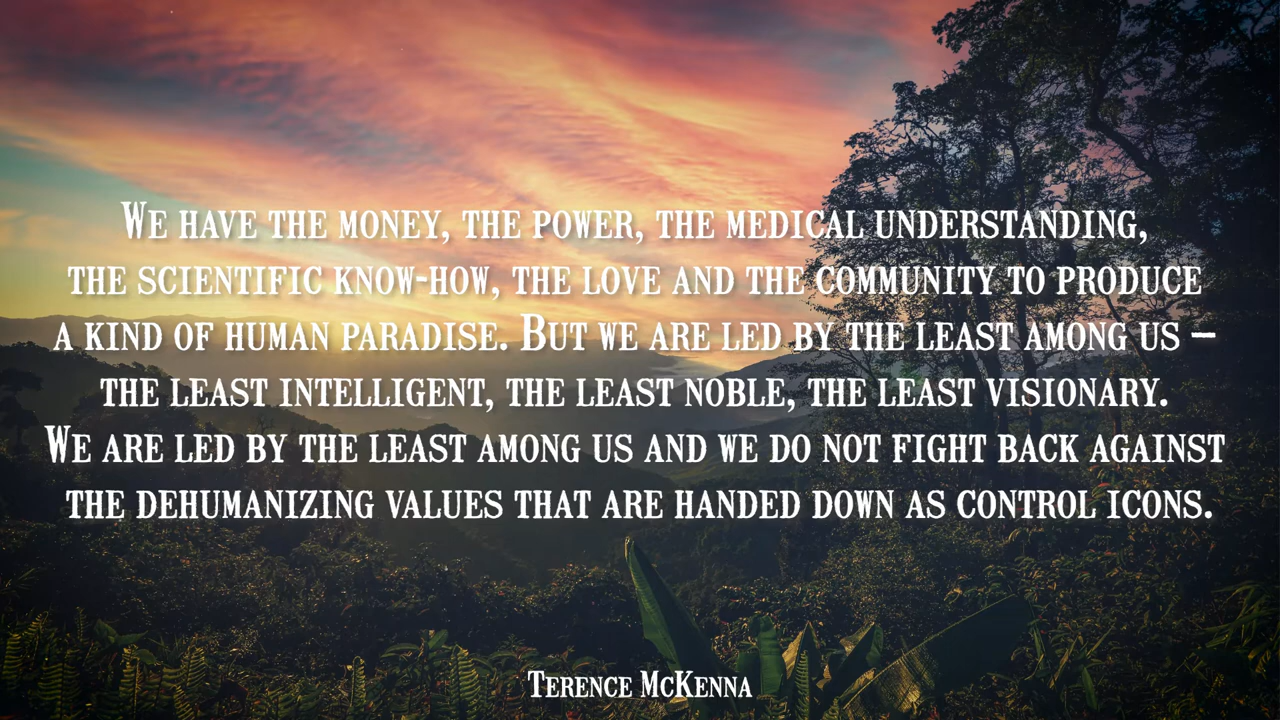 We have the money, the power, the medical understanding,
the scientific know-how, the love and the community to produce
a kind of human paradise. But we are led by the least among us –
the least intelligent, the least noble, the least visionary.
We are led by the least among us and we do not fight back against
the dehumanizing values that are handed down as control icons.
Terence McKenna